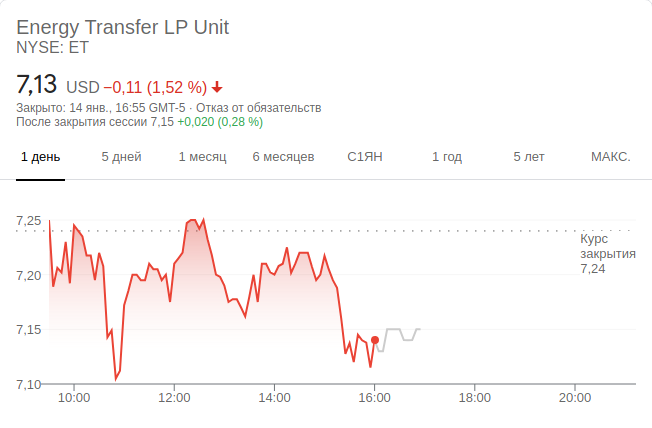 Energy Transfer LP Unit
NYSE: ET
7,13 USD −0,11 (1,52 %)
Закрыто: 14 янв., 16:55 GMT-5 · Отказ от обязательств
После закрытия сессии 7,15 +0,020 (0,28 %)
1 день 5 дней 1 месяц 6 месяцев С1ЯН 1 год 5 лет МАКС.
7,25
Курс
закрытия
7,24
7,20
7,15
7,10
10:00 12:00 14:00 16:00 18:00 20:00